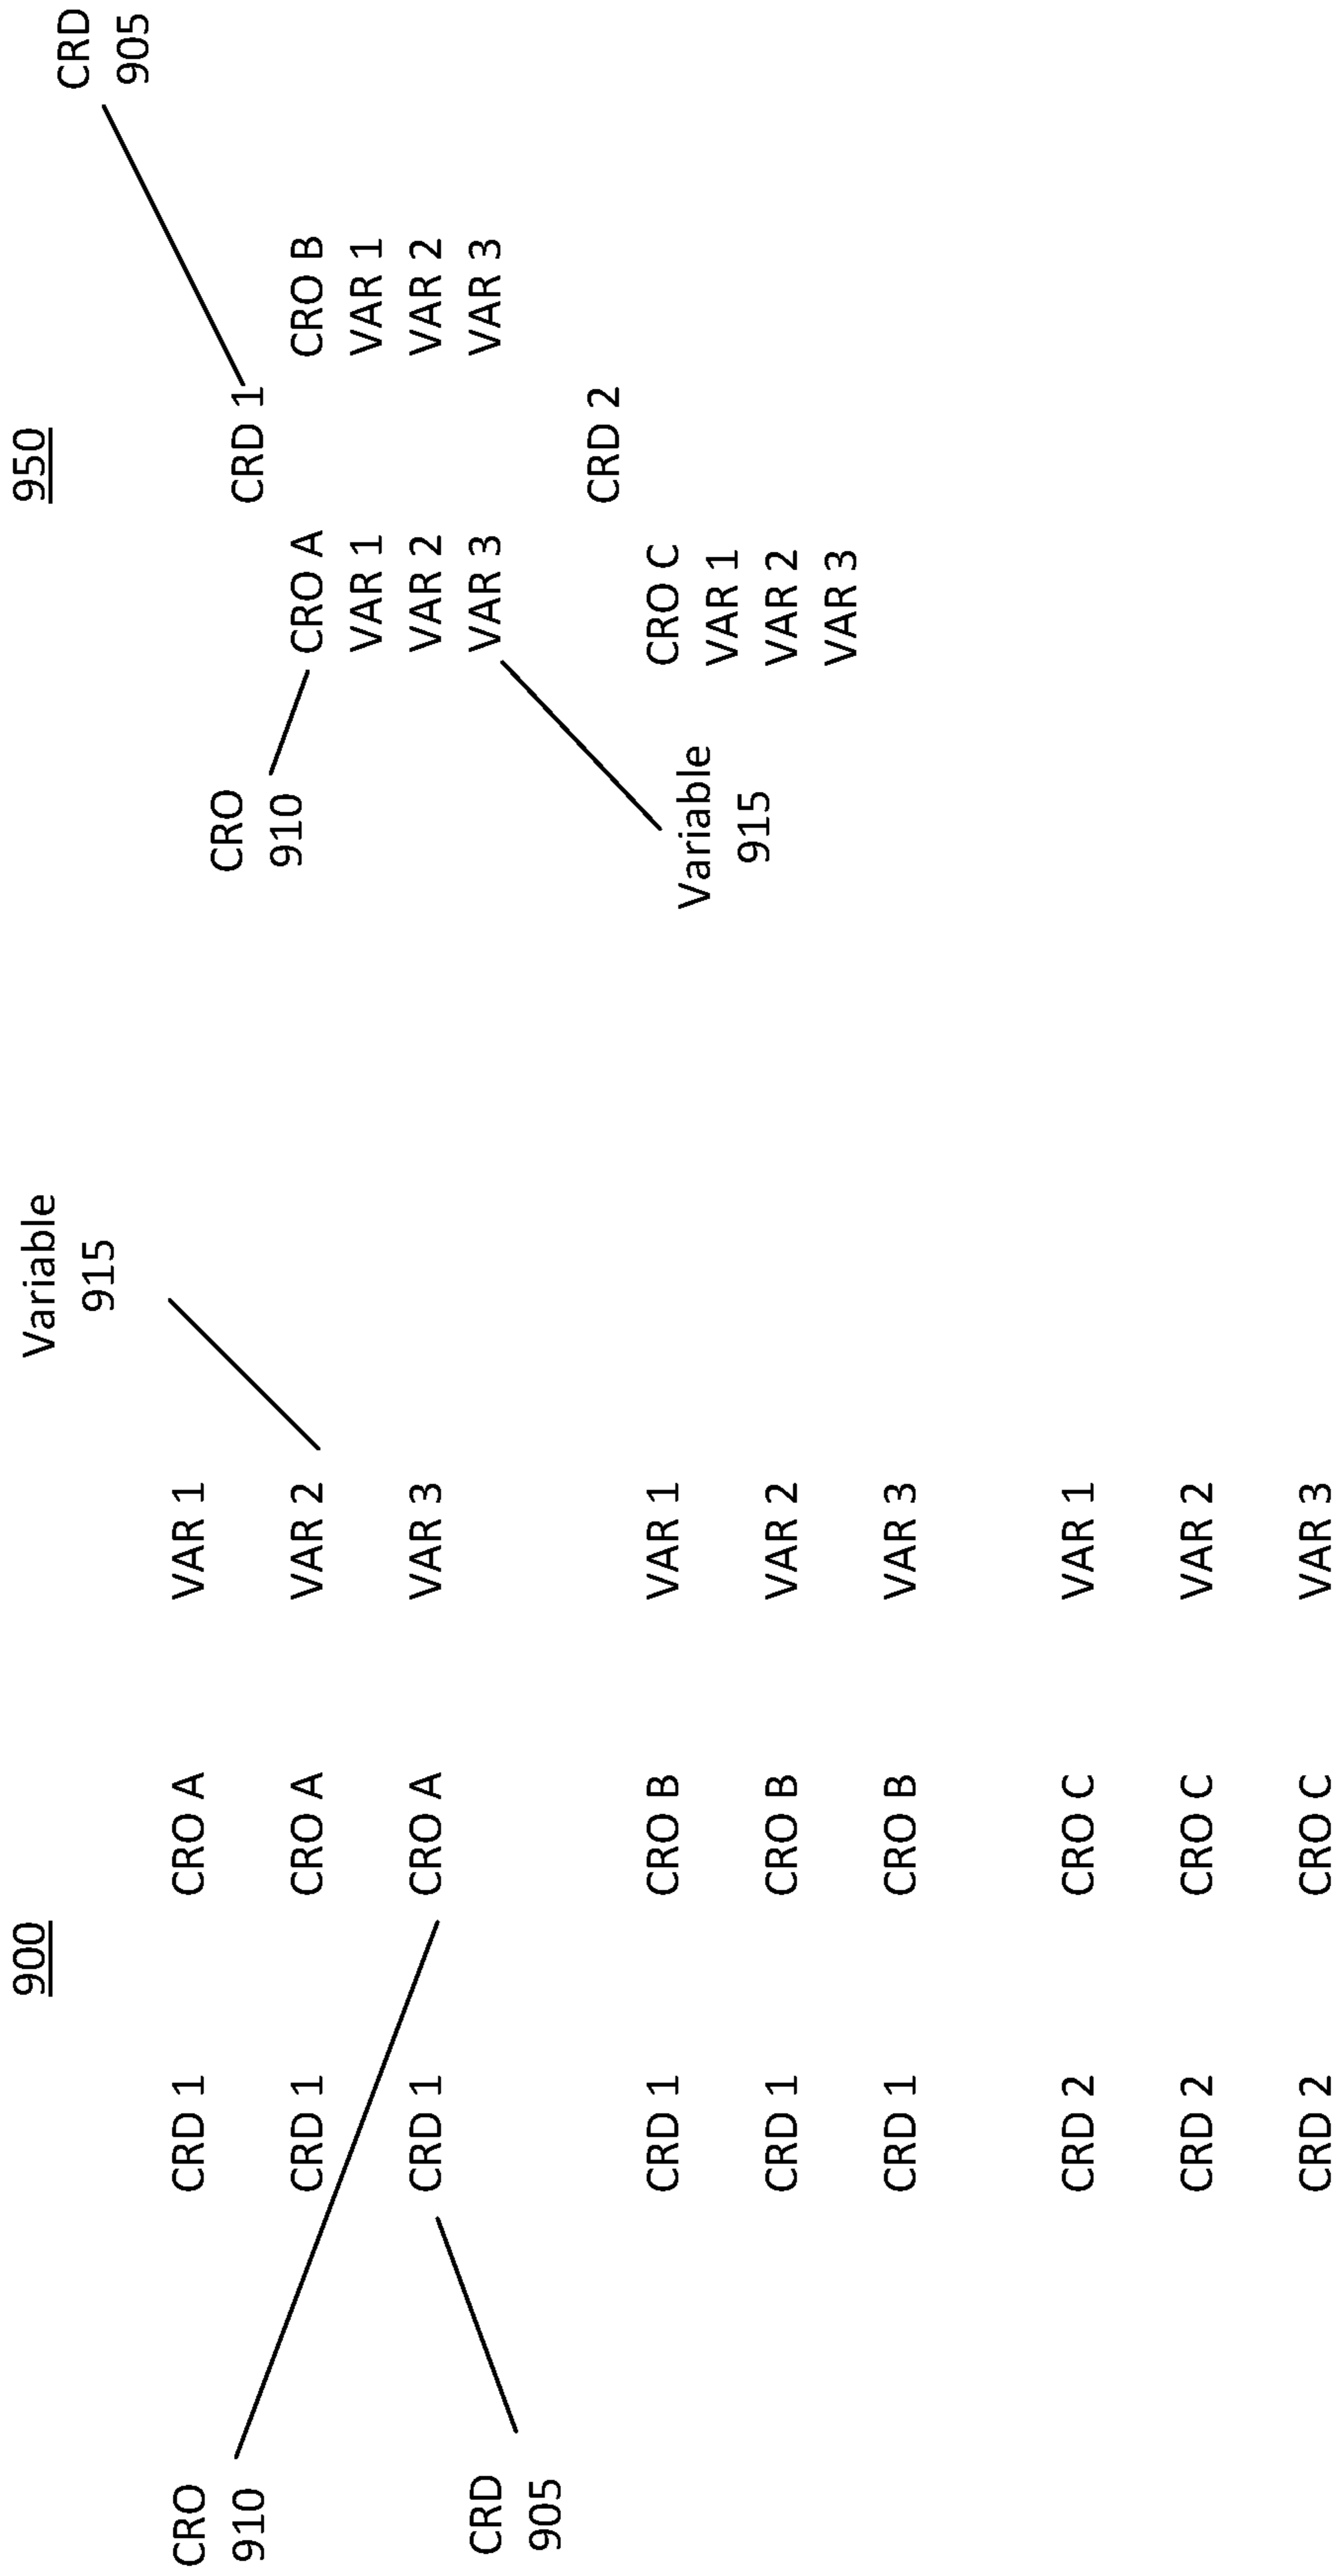 900
CRO
910
CRD
905
Variable
915
CRD 1 CRO A VAR 1
CRD 1 CRO A VAR 2
CRD 1 CRO A VAR 3
CRD 1 CRO B VAR 1
CRD 1 CRO B VAR 2
CRD 1 CRO B VAR 3
CRD 2 CRO C VAR 1
CRD 2 CRO C VAR 2
CRD 2 CRO C VAR 3
950
CRD
905
CRO
910
CRD 1
CRO A CRO B
VAR 1 VAR 1
VAR 2 VAR 2
VAR 3 VAR 3
CRD 2
Variable
915
CRO C
VAR 1
VAR 2
VAR 3